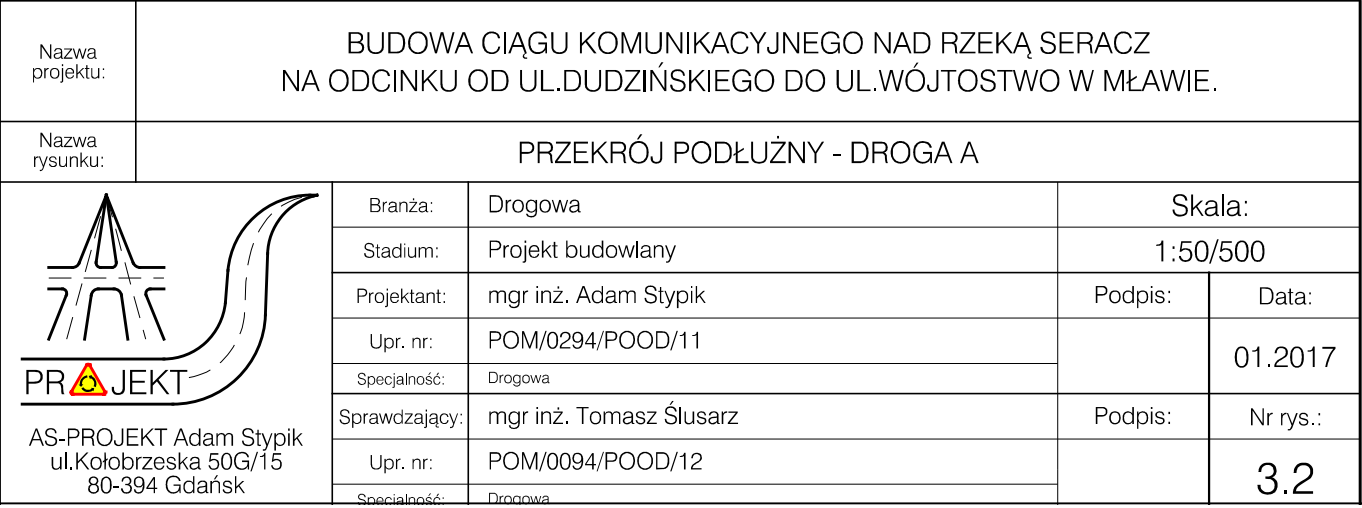 Nazwa
projektu:
BUDOWA CIĄGU KOMUNIKACYJNEGO NAD RZEKĄ SERACZ
NA ODCINKU OD UL.DUDZIŃSKIEGO DO UL.WÓJTOSTWO W MŁAWIE.
Nazwa
rysunku:
PRZEKRÓJ PODŁUŻNY - DROGA A
PR JEKT
AS-PROJEKT Adam Stypik
ul.Kołobrzeska 50G/15
80-394 Gdańsk
Branża: Drogowa
Skala:
Stadium: Projekt budowlany
1:50/500
Projektant: mgr inż. Adam Stypik
Podpis:
Data:
Upr. nr: POM/0294/POOD/11
01.2017
Specjalność: Drogowa
Sprawdzający: mgr inż. Tomasz Ślusarz
Podpis:
Nr rys.:
Upr. nr: POM/0094/POOD/12
3.2
Specjalność: Drogowa